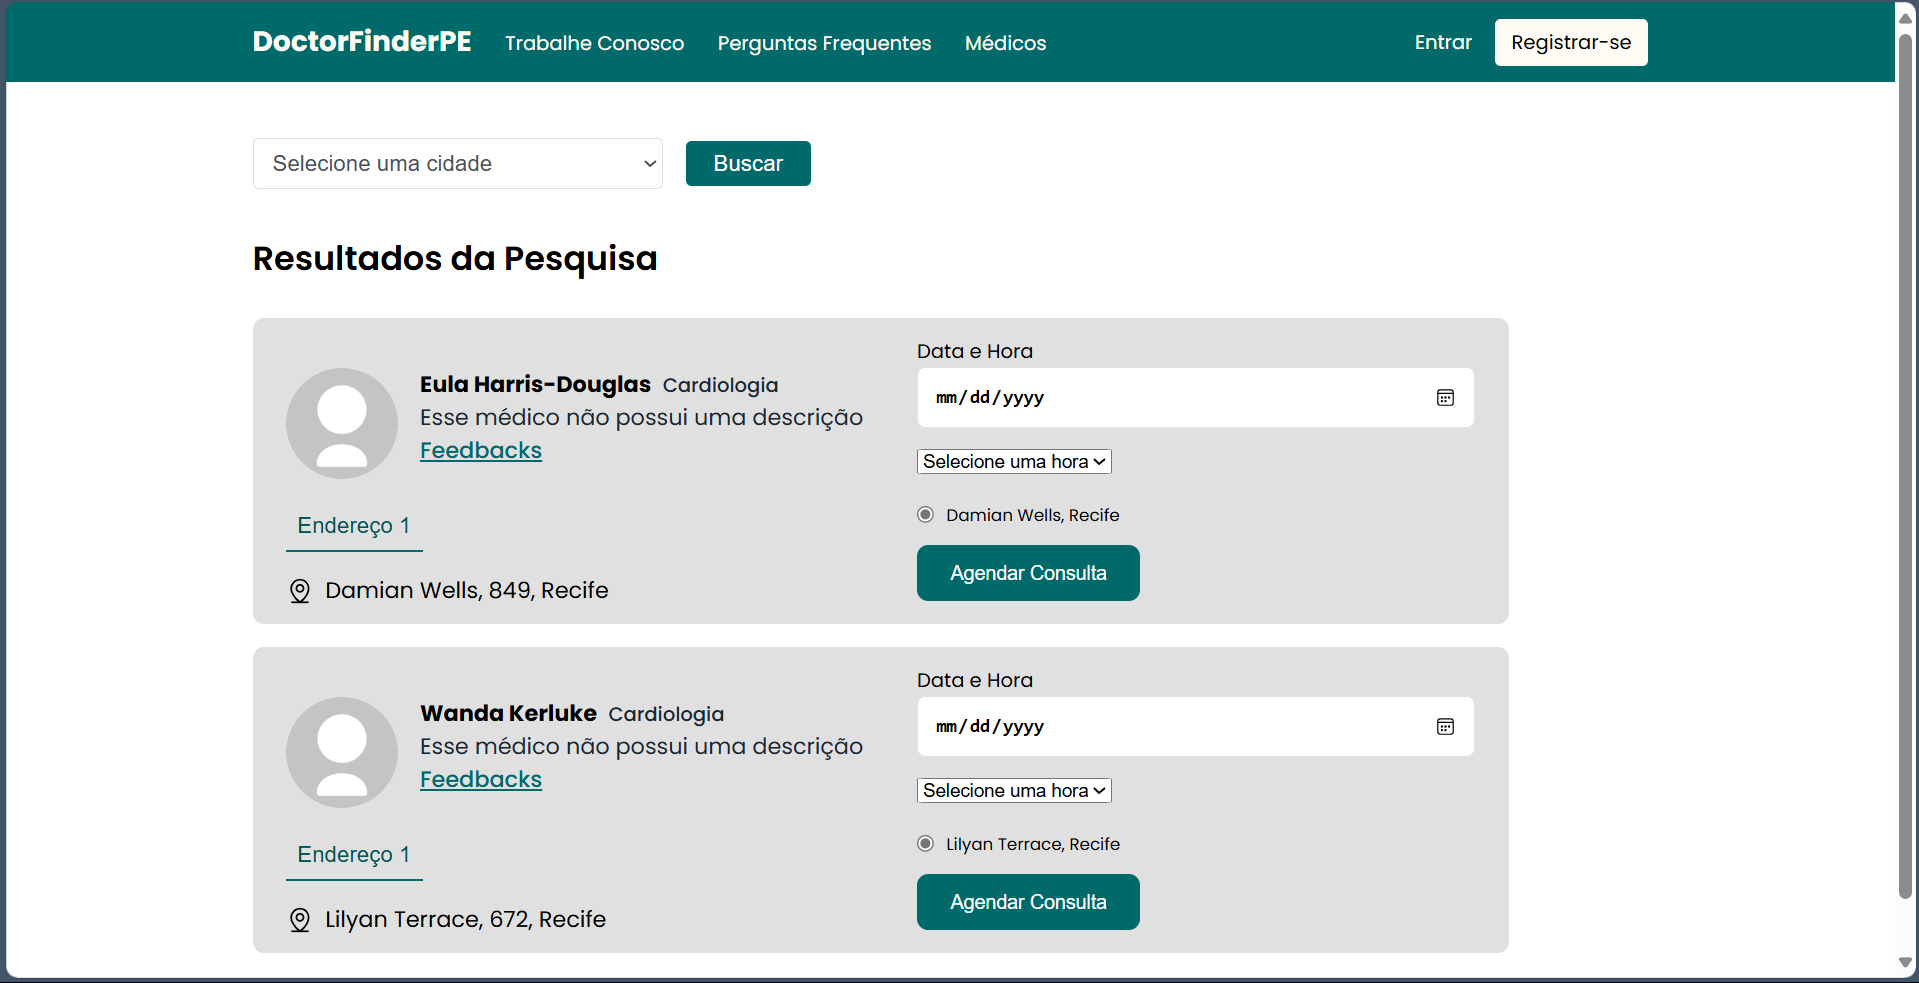 DoctorFinderPE Trabalhe Conosco Perguntas Frequentes Médicos Entrar Registrar-se
Selecione uma cidade Buscar
Resultados da Pesquisa
Eula Harris-Douglas Cardiologia
Esse médico não possui uma descrição
Feedbacks
Endereço 1
Damian Wells, 849, Recife
Data e Hora
mm/dd/yyyy
Selecione uma hora
Damian Wells, Recife
Agendar Consulta
Wanda Kerluke Cardiologia
Esse médico não possui uma descrição
Feedbacks
Endereço 1
Lilyan Terrace, 672, Recife
Data e Hora
mm/dd/yyyy
Selecione uma hora
Lilyan Terrace, Recife
Agendar Consulta